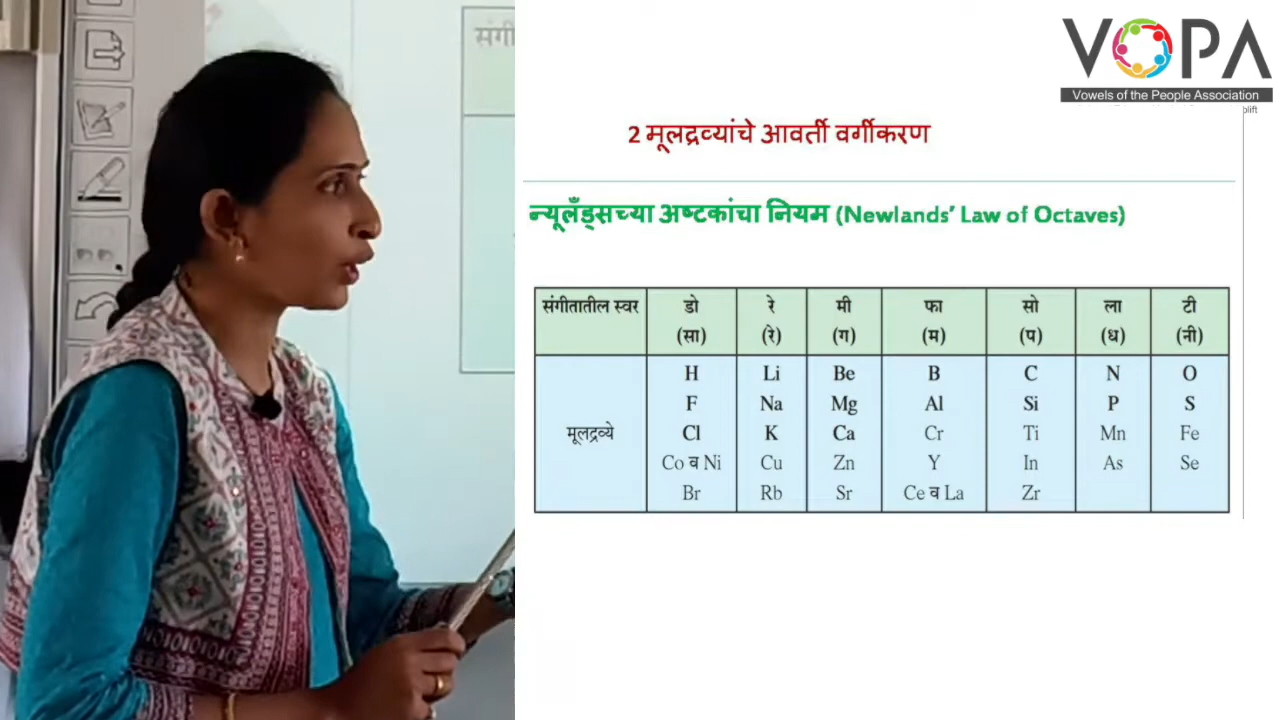 संगी
VOPA
Vowels of the People Association
blift
2 मूलद्रव्यांचे आवर्ती वर्गीकरण
न्यूलँड्सच्या अष्टकांचा नियम (Newlands’ Law of Octaves)
संगीतातील स्वर डो रे मी फा सो ला टी
(सा) (रे) (ग) (म) (प) (ध) (नी)
H Li Be B C N O
F Na Mg Al Si P S
मूलद्रव्ये Cl K Ca Cr Ti Mn Fe
Co व Ni Cu Zn Y In As Se
Br Rb Sr Ce व La Zr